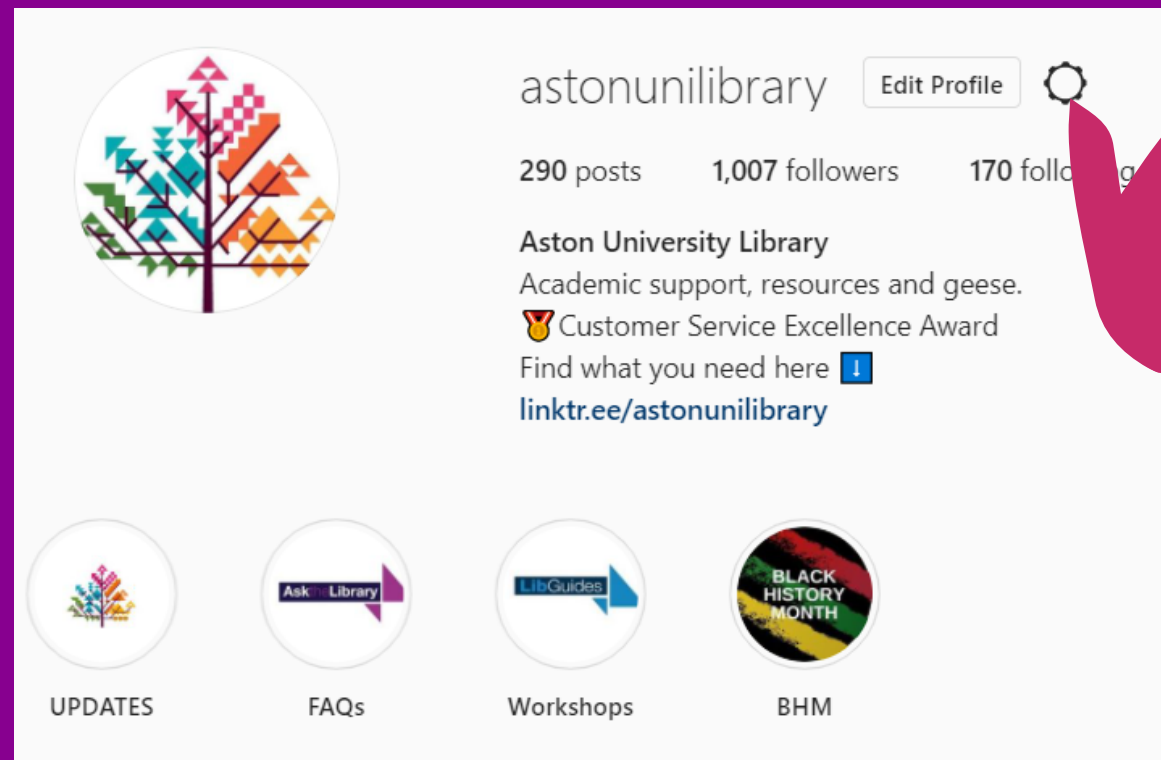 astonunilibrary Edit Profile
290 posts 1,007 followers 170
Aston University Library
Academic support, resources and geese.
Customer Service Excellence Award
Find what you need here
linktr.ee/astonunilibrary
Ask the Library
LibGuides
BLACK
HISTORY
MONTH
UPDATES FAQs Workshops BHM